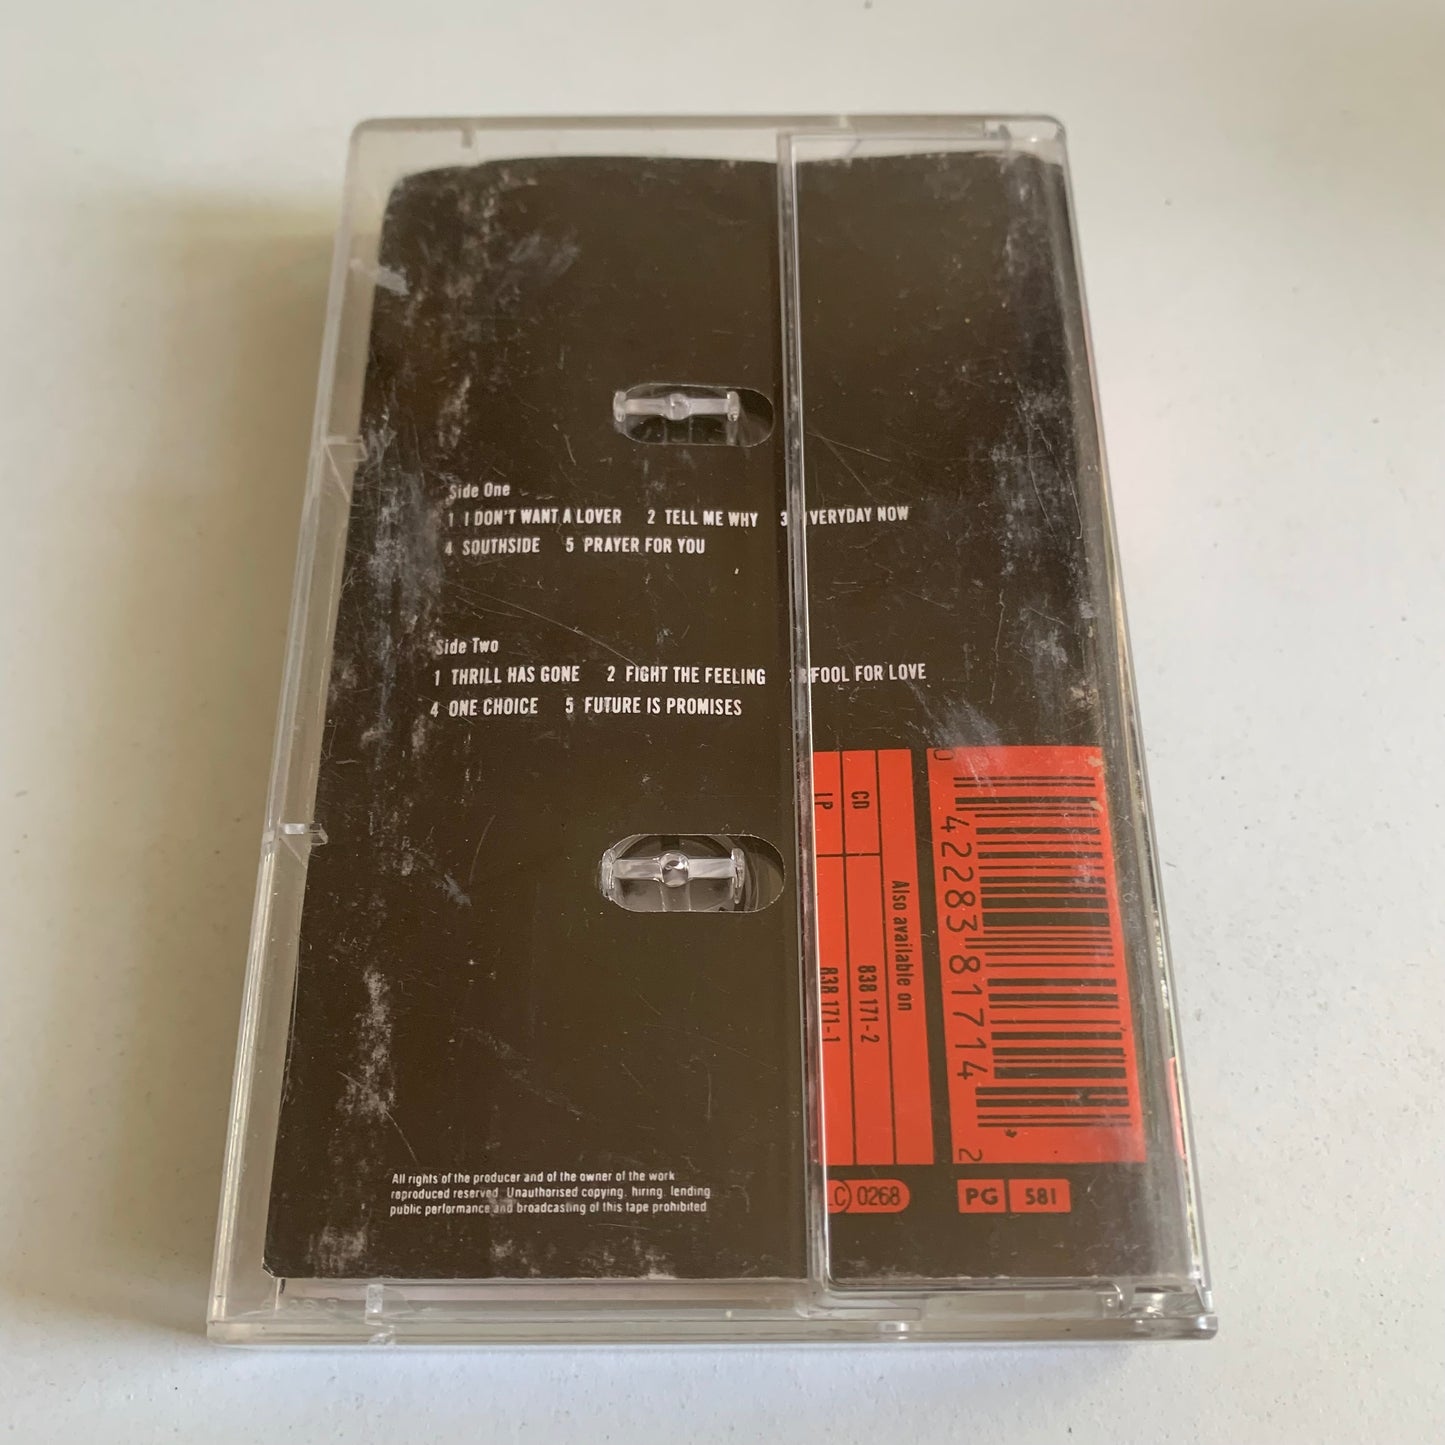 Side One
1 I DON'T WANT A LOVER 2 TELL ME WHY 3 EVERYDAY NOW
4 SOUTHSIDE 5 PRAYER FOR YOU
Side Two
1 THRILL HAS GONE 2 FIGHT THE FEELING 3 FOOL FOR LOVE
4 ONE CHOICE 5 FUTURE IS PROMISES
Also available on
CD 838 171-2
LP 838 171-1
0 42283 81714 2
All rights of the producer and of the owner of the work
reproduced reserved. Unauthorised copying, hiring, lending
public performance and broadcasting of this tape prohibited
LC 0268
PG 581